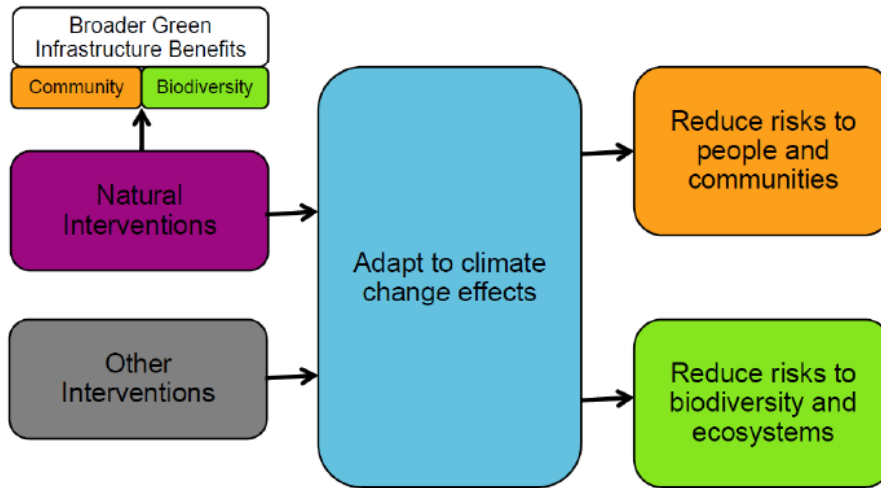 Broader Green
Infrastructure Benefits
Community
Biodiversity
Natural
Interventions
Other
Interventions
Adapt to climate
change effects
Reduce risks to
people and
communities
Reduce risks to
biodiversity and
ecosystems